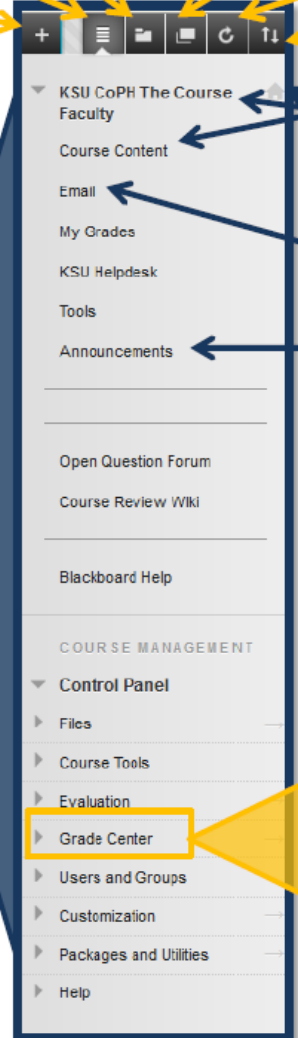 KSU CoPH The Course
Faculty
Course Content
Email
My Grades
KSU Helpdesk
Tools
Announcements
Open Question Forum
Course Review Wiki
Blackboard Help
COURSE MANAGEMENT
Control Panel
Files
Course Tools
Evaluation
Grade Center
Users and Groups
Customization
Packages and Utilities
Help